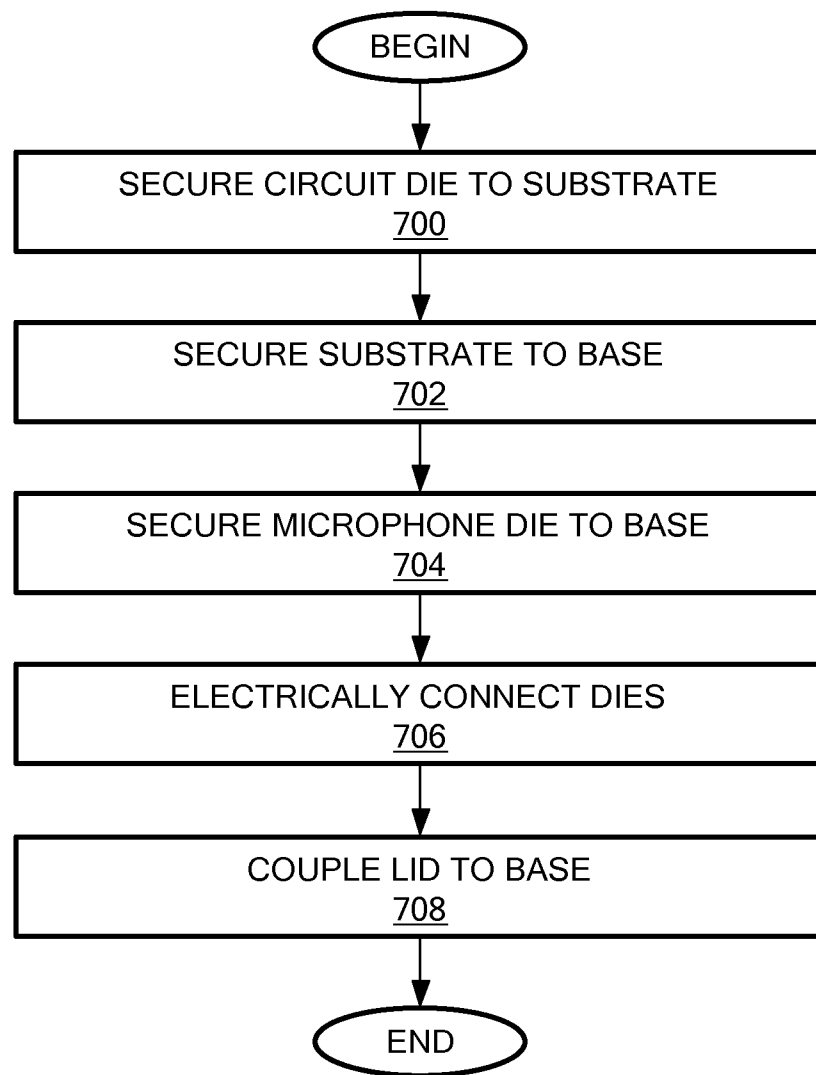 BEGIN
SECURE CIRCUIT DIE TO SUBSTRATE
700
SECURE SUBSTRATE TO BASE
702
SECURE MICROPHONE DIE TO BASE
704
ELECTRICALLY CONNECT DIES
706
COUPLE LID TO BASE
708
END